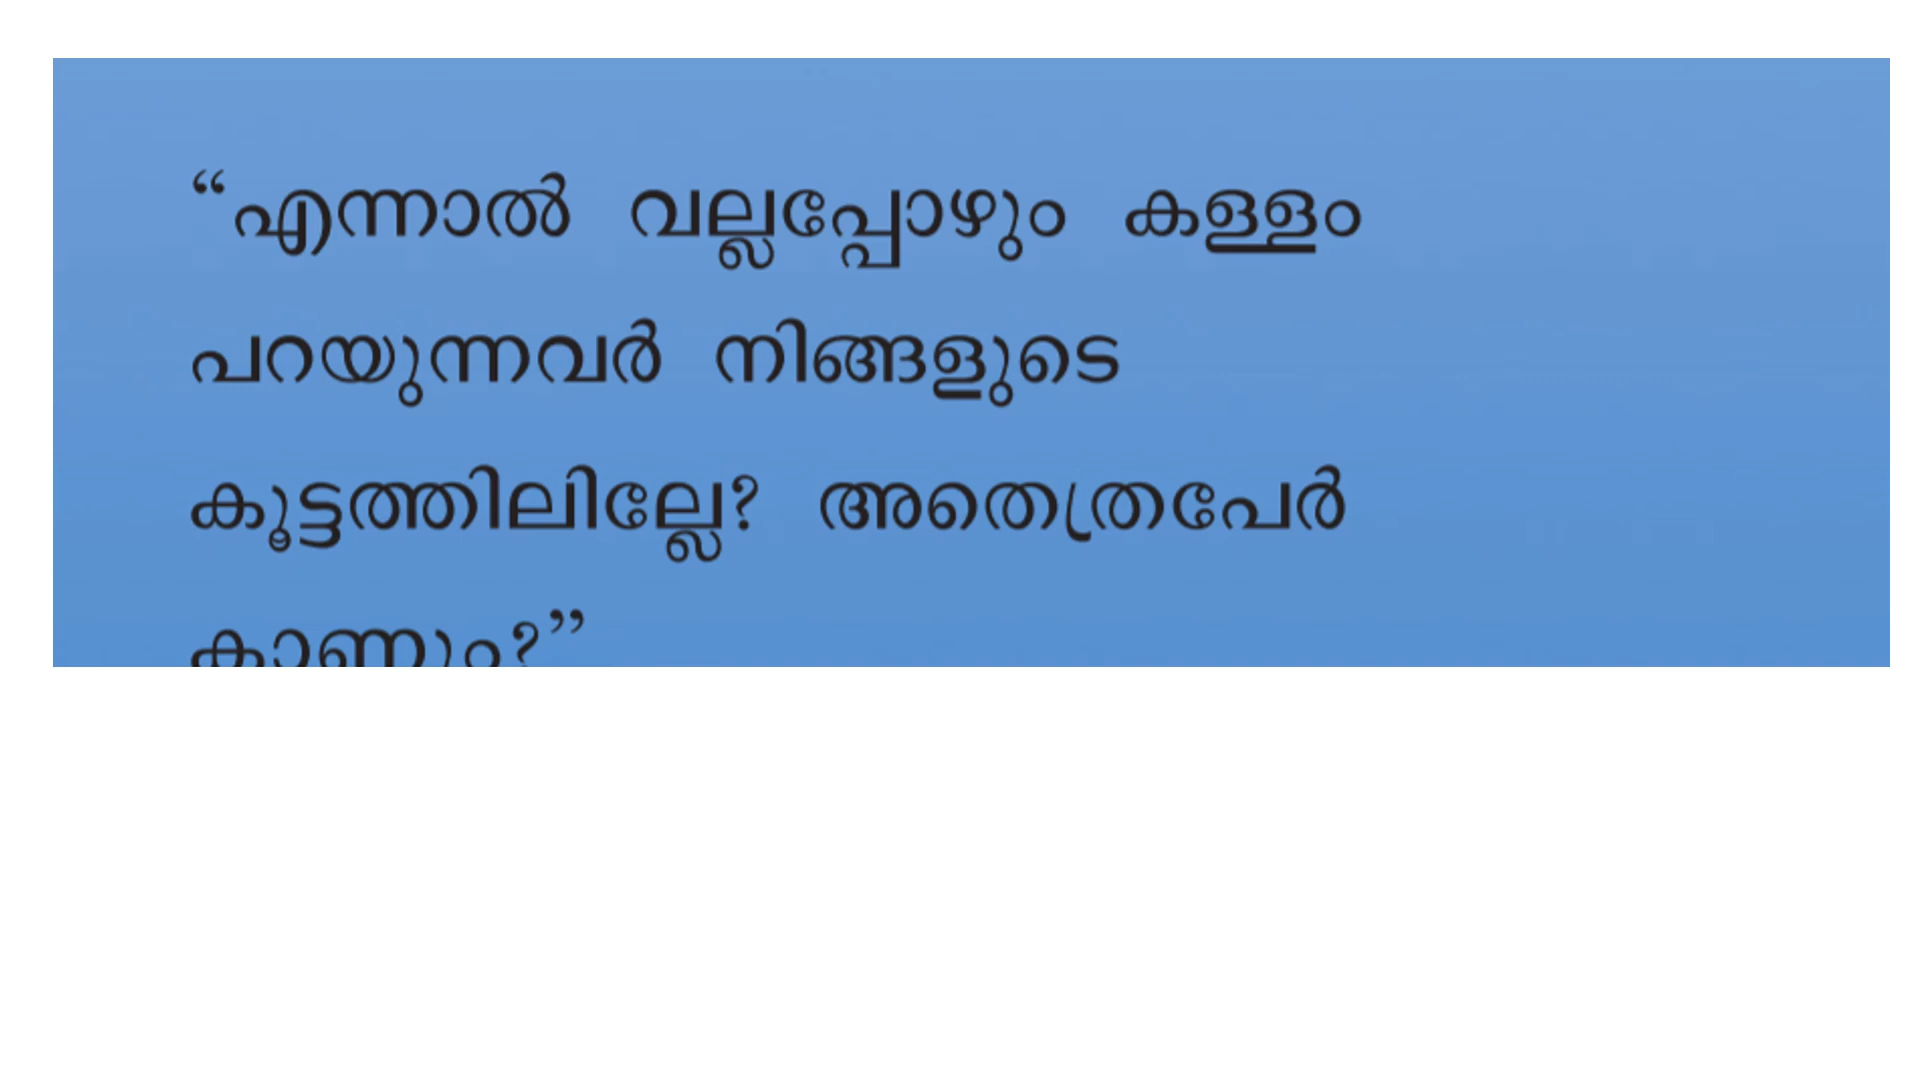 “എന്നാൽ വല്ലപ്പോഴും കള്ളം
പറയുന്നവർ നിങ്ങളുടെ
കൂട്ടത്തിലില്ലേ? അതെത്രപേർ
കാണും?”